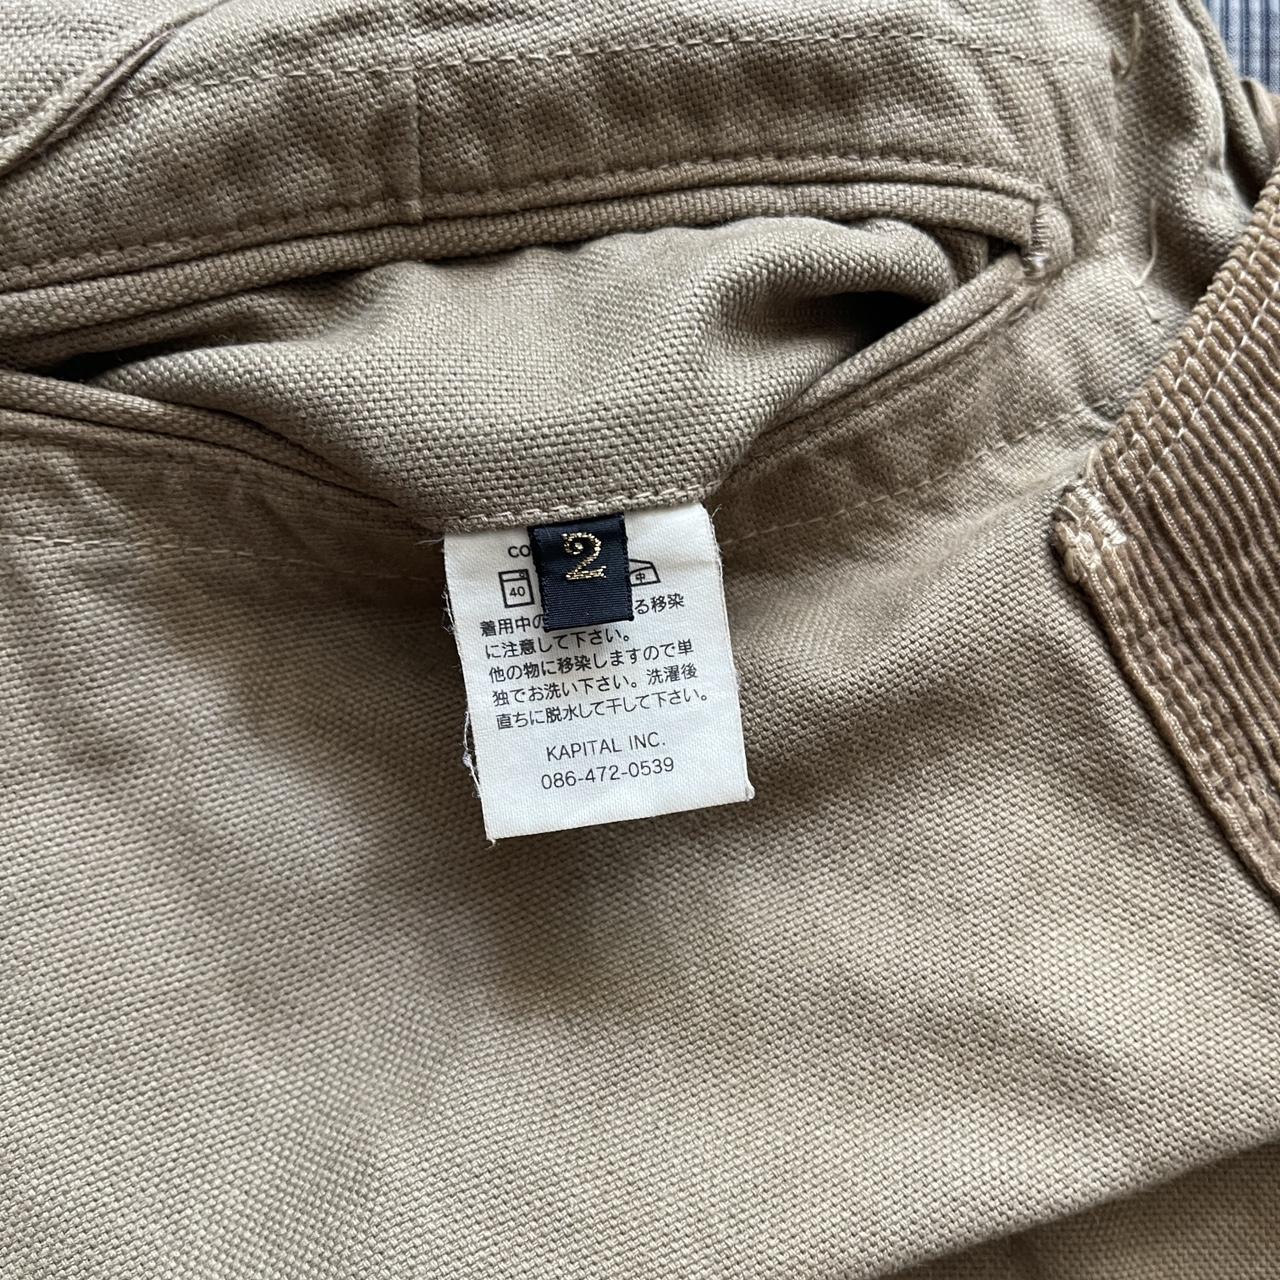 2
CO
40 中
着用中の る移染
に注意して下さい。
他の物に移染しますので単
独でお洗い下さい。洗濯後
直ちに脱水して干して下さい。
KAPITAL INC.
086-472-0539